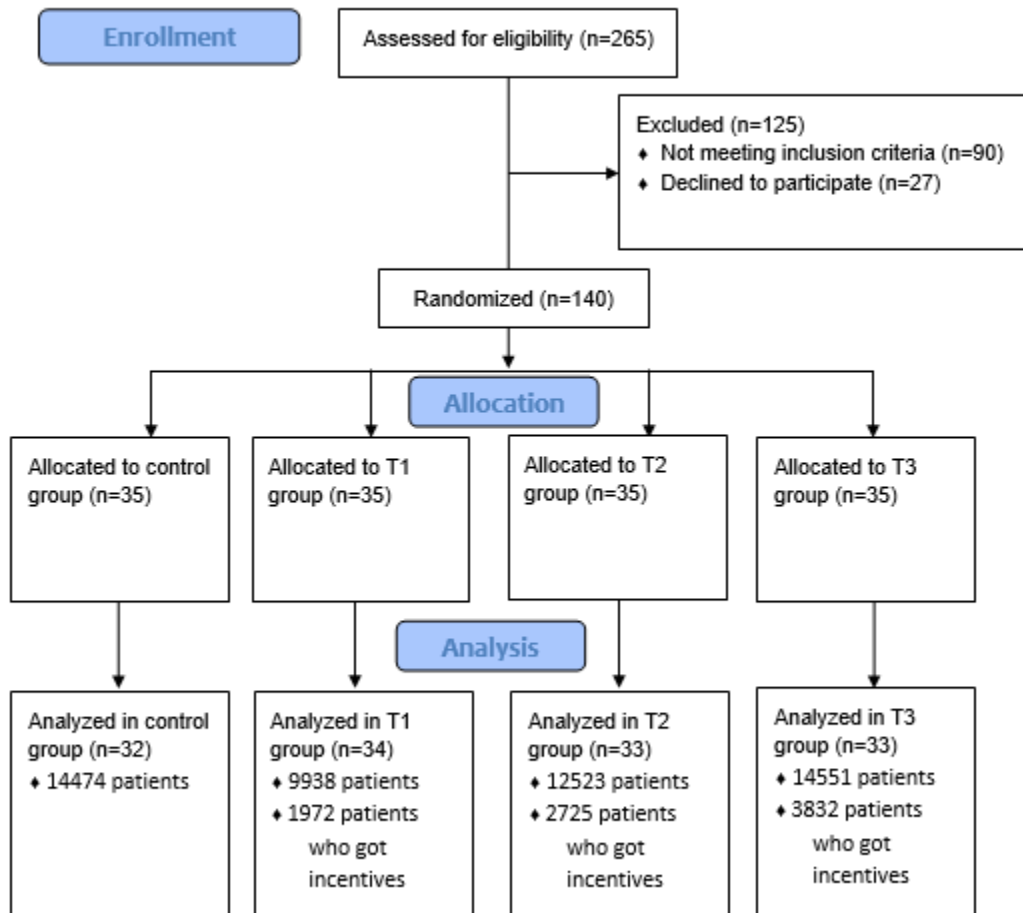 Enrollment
Assessed for eligibility (n=265)
Excluded (n=125)
♦ Not meeting inclusion criteria (n=90)
♦ Declined to participate (n=27)
Randomized (n=140)
Allocation
Allocated to control
group (n=35)
Allocated to T1
group (n=35)
Allocated to T2
group (n=35)
Allocated to T3
group (n=35)
Analysis
Analyzed in control
group (n=32)
♦ 14474 patients
Analyzed in T1
group (n=34)
♦ 9938 patients
♦ 1972 patients
who got
incentives
Analyzed in T2
group (n=33)
♦ 12523 patients
♦ 2725 patients
who got
incentives
Analyzed in T3
group (n=33)
♦ 14551 patients
♦ 3832 patients
who got
incentives